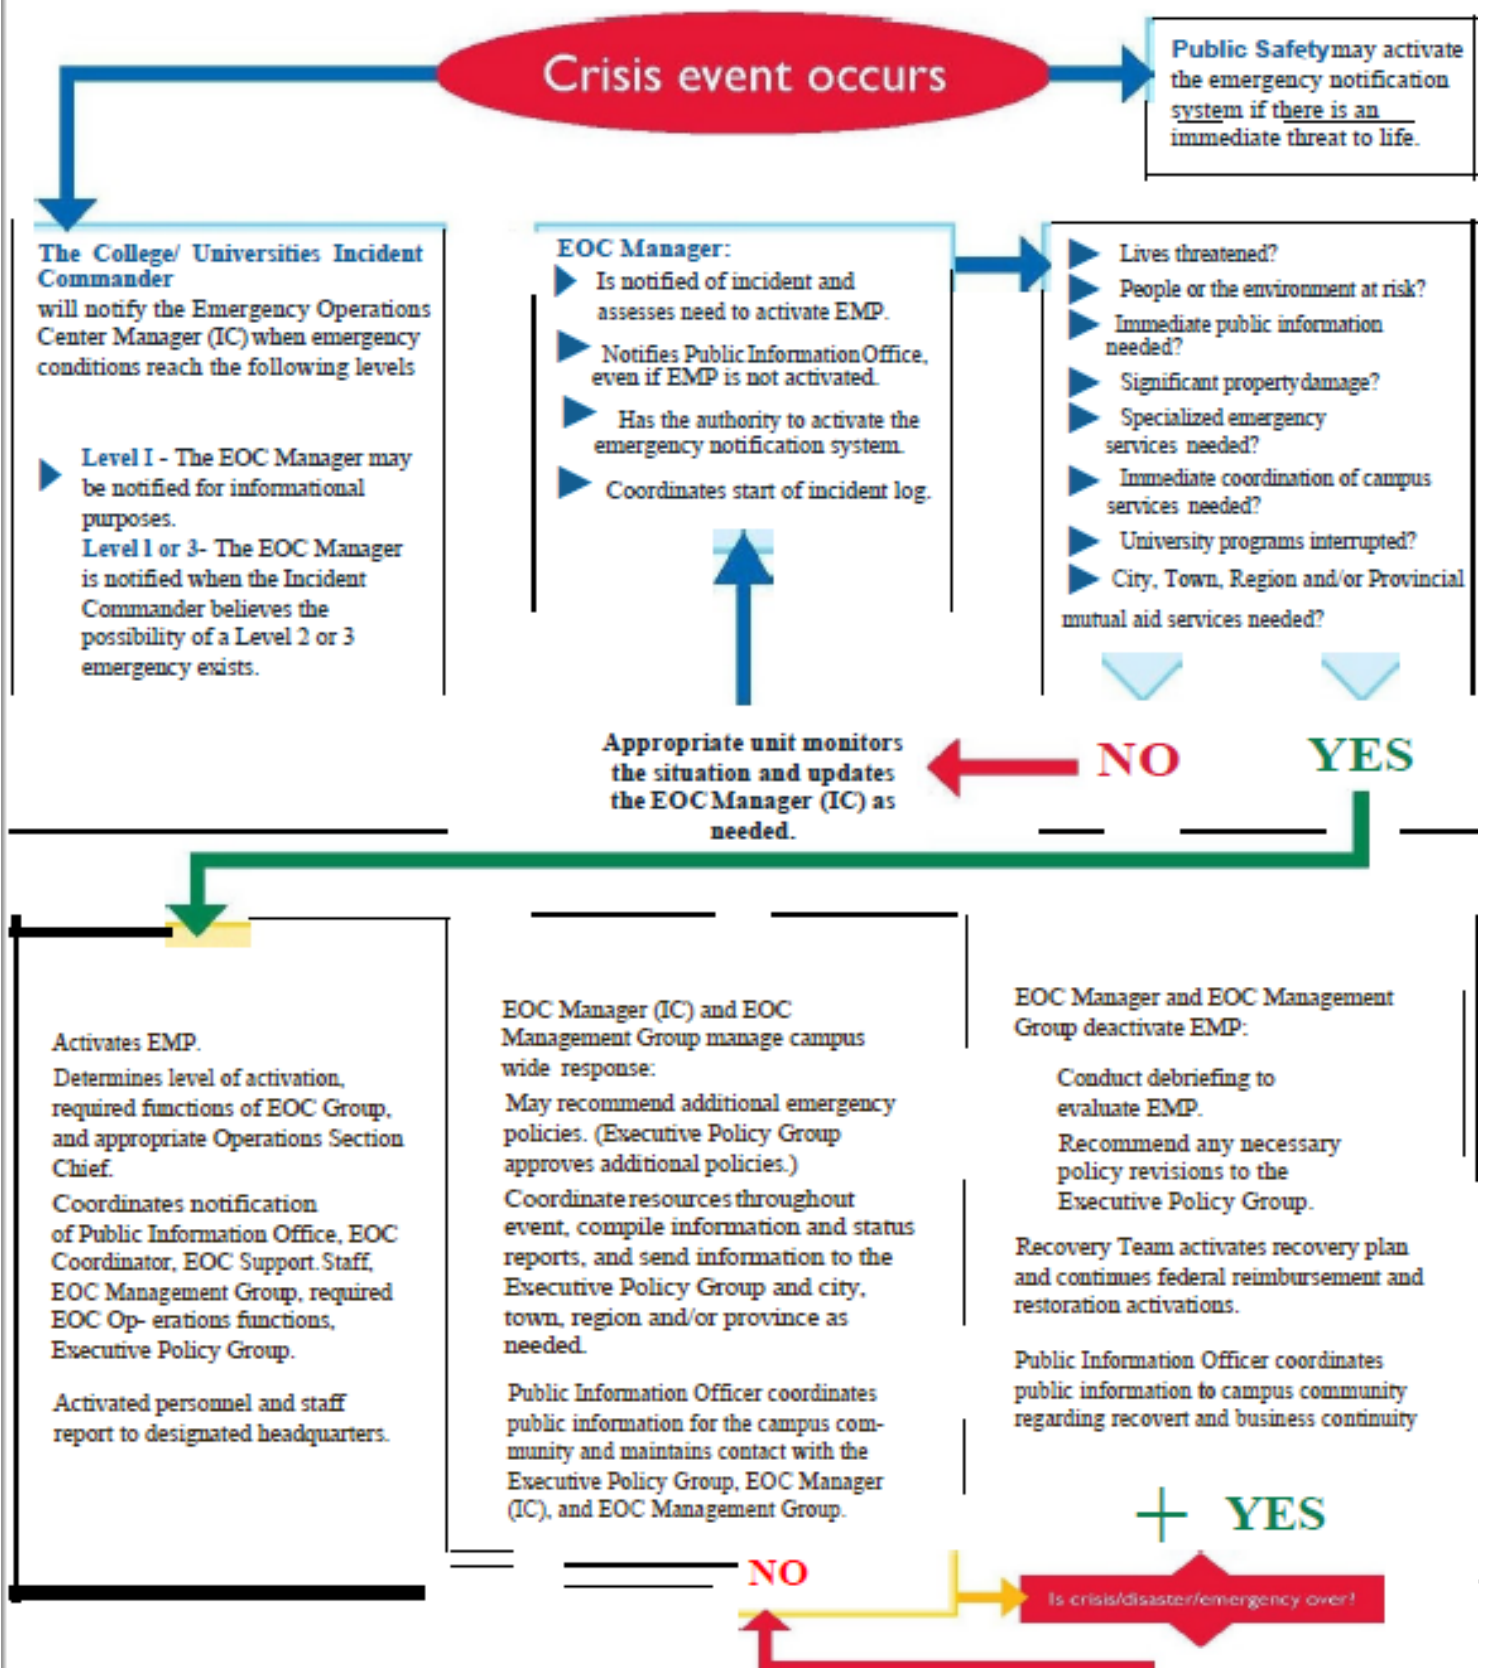 Crisis event occurs
Public Safety may activate
the emergency notification
system if there is an
immediate threat to life.
The College/ Universities Incident
Commander
will notify the Emergency Operations
Center Manager (IC) when emergency
conditions reach the following levels
Level I - The EOC Manager may
be notified for informational
purposes.
Level l or 3- The EOC Manager
is notified when the Incident
Commander believes the
possibility of a Level 2 or 3
emergency exists.
EOC Manager:
Is notified of incident and
assesses need to activate EMP.
Notifies Public Information Office,
even if EMP is not activated.
Has the authority to activate the
emergency notification system.
Coordinates start of incident log.
Lives threatened?
People or the environment at risk?
Immediate public information
needed?
Significant property damage?
Specialized emergency
services needed?
Immediate coordination of campus
services needed?
University programs interrupted?
City, Town, Region and/or Provincial
mutual aid services needed?
NO
YES
Appropriate unit monitors
the situation and updates
the EOC Manager (IC) as
needed.
Activates EMP.
Determines level of activation,
required functions of EOC Group,
and appropriate Operations Section
Chief.
Coordinates notification
of Public Information Office, EOC
Coordinator, EOC Support. Staff,
EOC Management Group, required
EOC Op- erations functions,
Executive Policy Group.
Activated personnel and staff
report to designated headquarters.
EOC Manager (IC) and EOC
Management Group manage campus
wide response:
May recommend additional emergency
policies. (Executive Policy Group
approves additional policies.)
Coordinate resources throughout
event, compile information and status
reports, and send information to the
Executive Policy Group and city,
town, region and/or province as
needed.
Public Information Officer coordinates
public information for the campus com-
munity and maintains contact with the
Executive Policy Group, EOC Manager
(IC), and EOC Management Group.
NO
EOC Manager and EOC Management
Group deactivate EMP:
Conduct debriefing to
evaluate EMP.
Recommend any necessary
policy revisions to the
Executive Policy Group.
Recovery Team activates recovery plan
and continues federal reimbursement and
restoration activations.
Public Information Officer coordinates
public information to campus community
regarding recovert and business continuity
+ YES
Is crisis/disaster/emergency over?